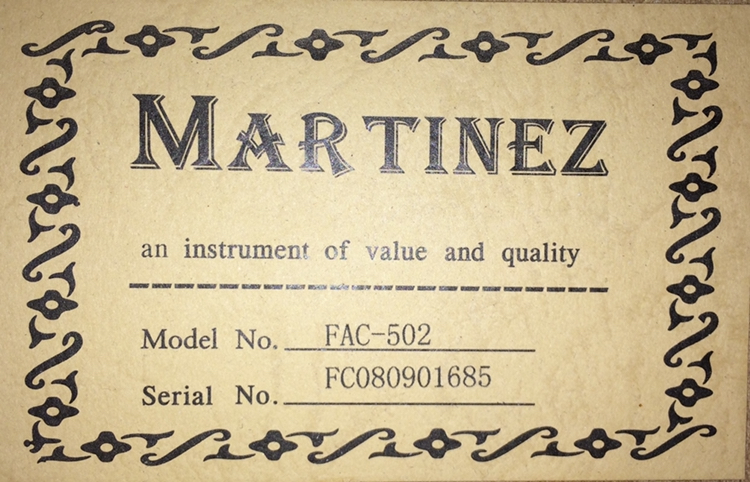 MARTINEZ
an instrument of value and quality
Model No. FAC-502
Serial No. FC080901685